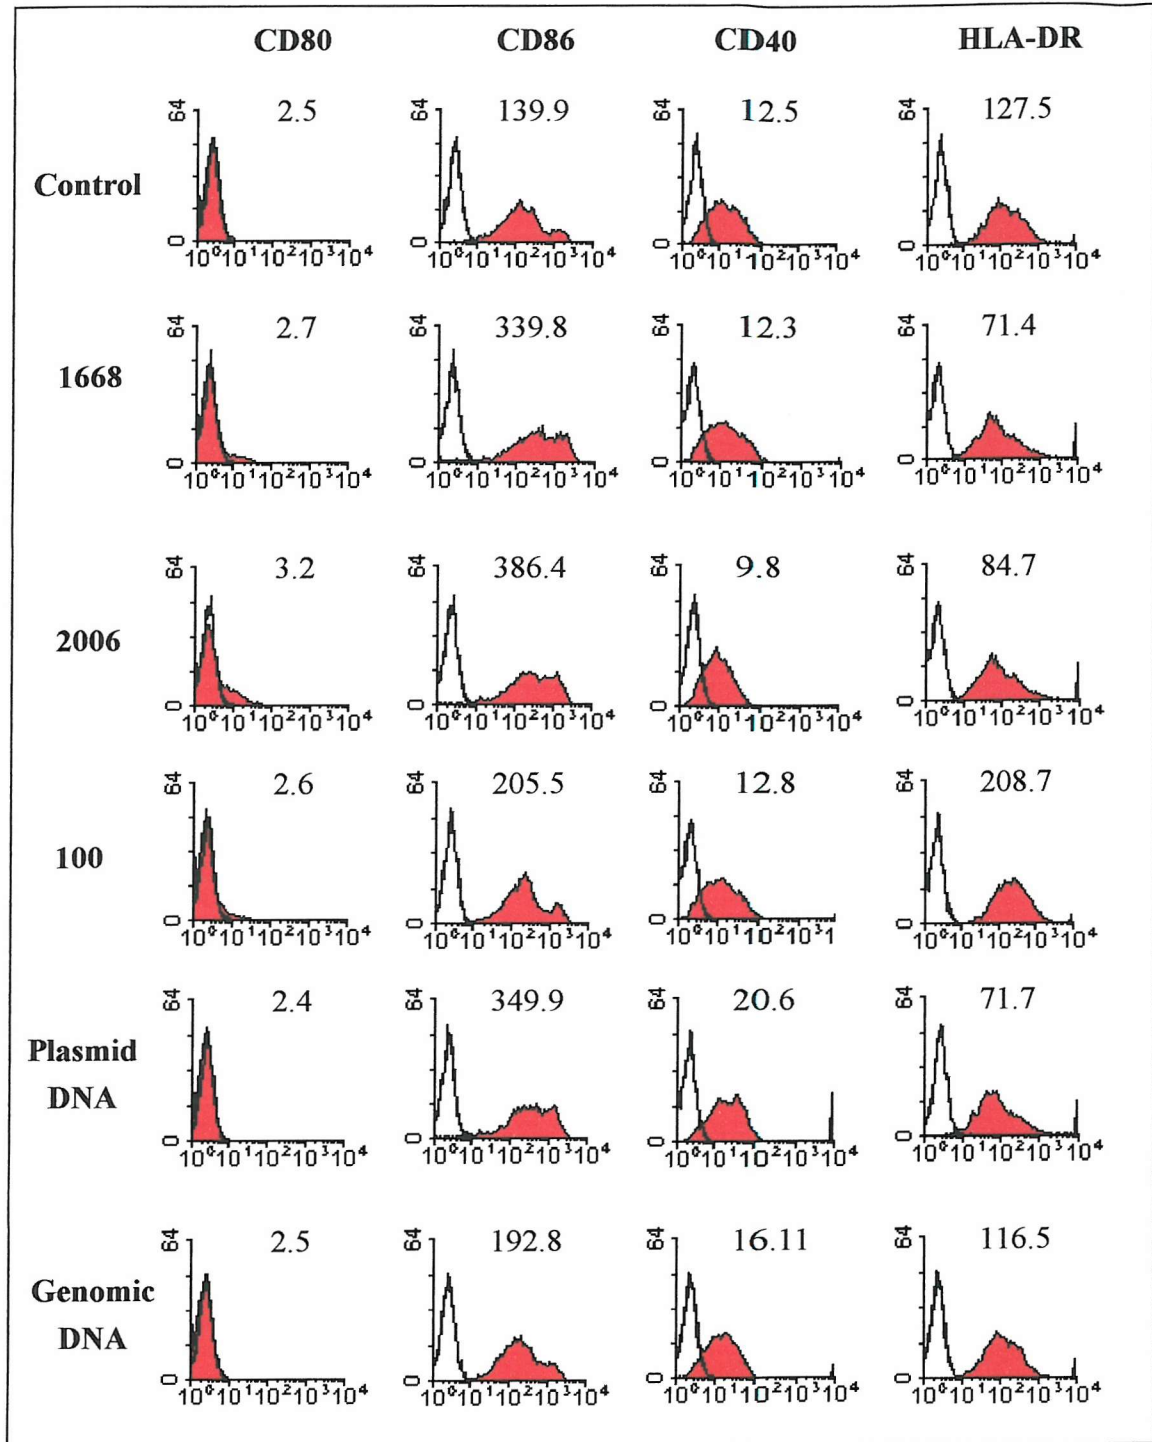 CD80 CD86 CD40 HLA-DR
Control
64 2.5 64 139.9 64 12.5 64 127.5
0 0 0 0
10⁰10¹10²10³10⁴ 10⁰10¹10²10³10⁴ 10⁰10¹10²10³10⁴ 10⁰10¹10²10³10⁴
1668
64 2.7 64 339.8 64 12.3 64 71.4
0 0 0 0
10⁰10¹10²10³10⁴ 10⁰10¹10²10³10⁴ 10⁰10¹10²10³10⁴ 10⁰10¹10²10³10⁴
2006
64 3.2 64 386.4 64 9.8 64 84.7
0 0 0 0
10⁰10¹10²10³10⁴ 10⁰10¹10²10³10⁴ 10⁰10¹10²10³10⁴ 10⁰10¹10²10³10⁴
100
64 2.6 64 205.5 64 12.8 64 208.7
0 0 0 0
10⁰10¹10²10³10⁴ 10⁰10¹10²10³10⁴ 10⁰10¹10²10³1 10⁰10¹10²10³10⁴
Plasmid
DNA
64 2.4 64 349.9 64 20.6 64 71.7
0 0 0 0
10⁰10¹10²10³10⁴ 10⁰10¹10²10³10⁴ 10⁰10¹10²10³10⁴ 10⁰10¹10²10³10⁴
Genomic
DNA
64 2.5 64 192.8 64 16.11 64 116.5
0 0 0 0
10⁰10¹10²10³10⁴ 10⁰10¹10²10³10⁴ 10⁰10¹10²10³10⁴ 10⁰10¹10²10³10⁴